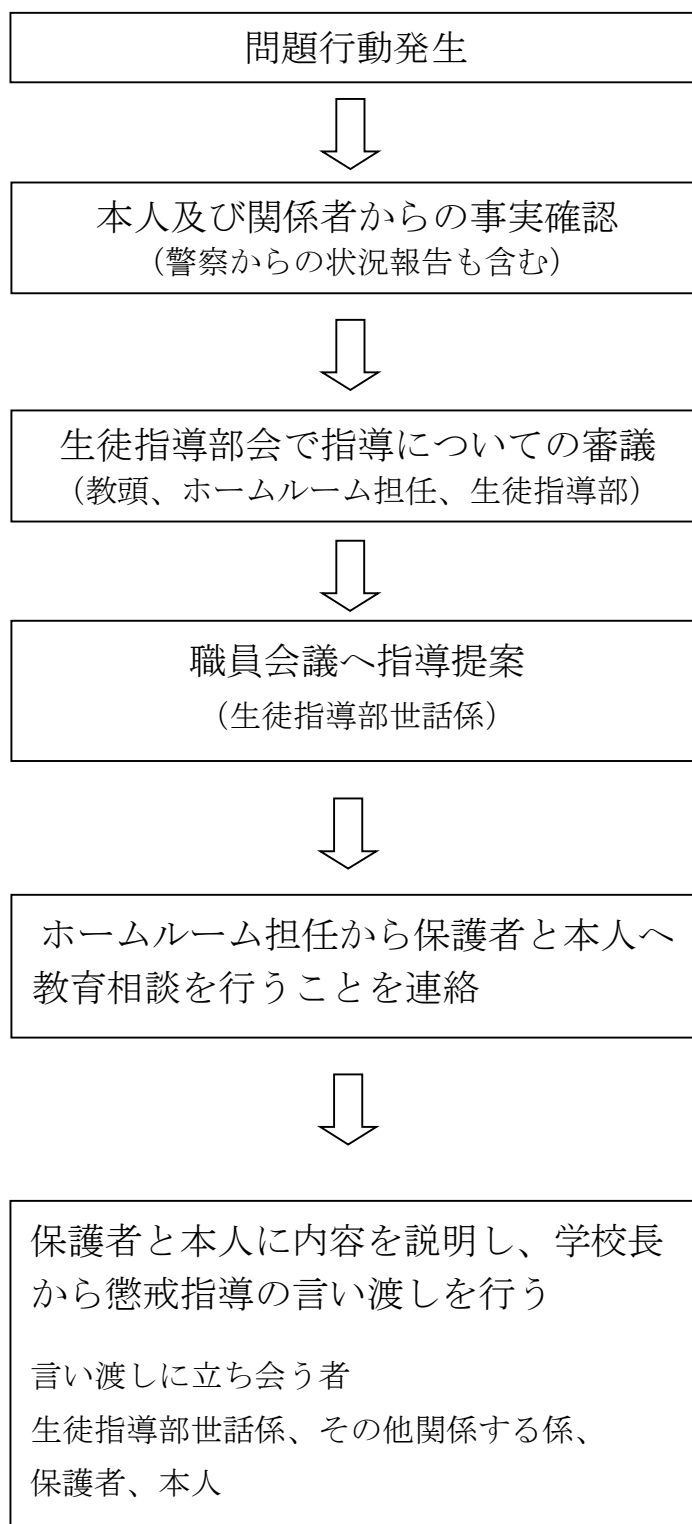 問題行動発生
本人及び関係者からの事実確認
（警察からの状況報告も含む）
生徒指導部会で指導についての審議
（教頭、ホームルーム担任、生徒指導部）
職員会議へ指導提案
（生徒指導部世話係）
ホームルーム担任から保護者と本人へ
教育相談を行うことを連絡
保護者と本人に内容を説明し、学校長
から懲戒指導の言い渡しを行う
言い渡しに立ち会う者
生徒指導部世話係、その他関係する係、
保護者、本人